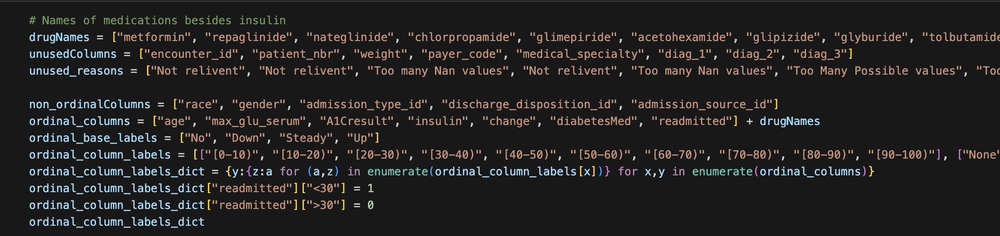 # Names of medications besides insulin
drugNames = ["metformin", "repaglinide", "nateglinide", "chlorpropamide", "glimepiride", "acetohexamide", "glipizide", "glyburide", "tolbutamide
unusedColumns = ["encounter_id", "patient_nbr", "weight", "payer_code", "medical_specialty", "diag_1", "diag_2", "diag_3"]
unused_reasons = ["Not relivent", "Not relivent", "Too many Nan values", "Not relivent", "Too many Nan values", "Too Many Possible values", "Too
non_ordinalColumns = ["race", "gender", "admission_type_id", "discharge_disposition_id", "admission_source_id"]
ordinal_columns = ["age", "max_glu_serum", "A1Cresult", "insulin", "change", "diabetesMed", "readmitted"] + drugNames
ordinal_base_labels = ["No", "Down", "Steady", "Up"]
ordinal_column_labels = [["[0-10)", "[10-20)", "[20-30)", "[30-40)", "[40-50)", "[50-60)", "[60-70)", "[70-80)", "[80-90)", "[90-100)"], ["None"
ordinal_column_labels_dict = {y:{z:a for (a,z) in enumerate(ordinal_column_labels[x])} for x,y in enumerate(ordinal_columns)}
ordinal_column_labels_dict["readmitted"]["<30"] = 1
ordinal_column_labels_dict["readmitted"][">30"] = 0
ordinal_column_labels_dict